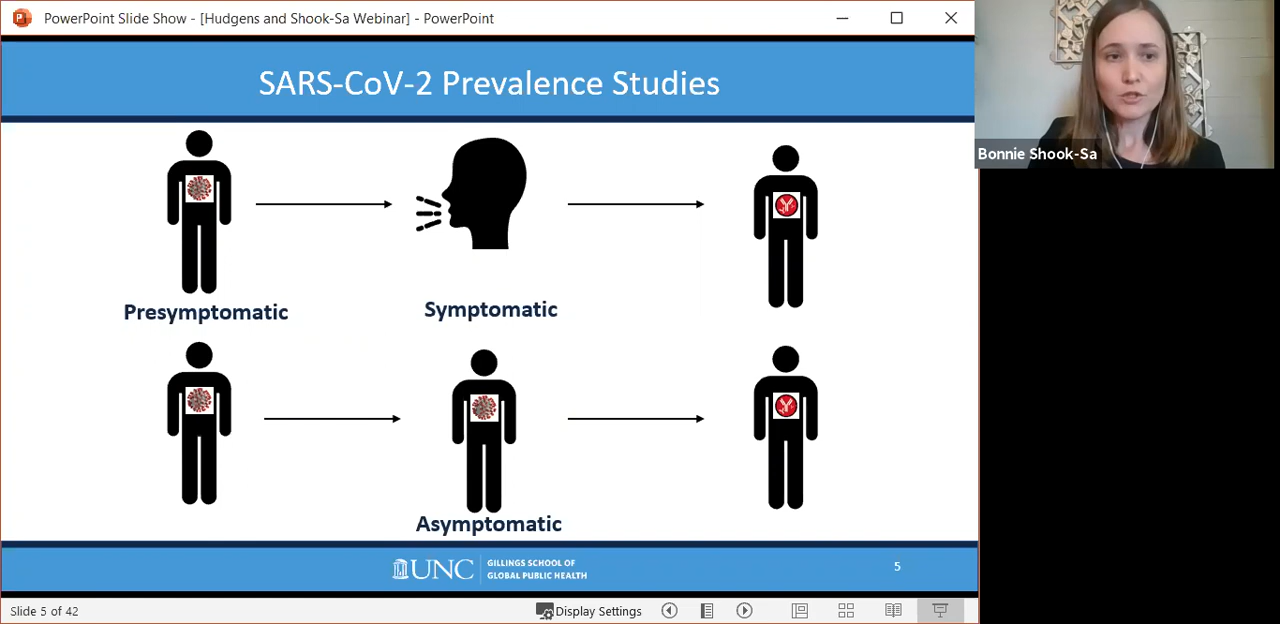 PowerPoint Slide Show - [Hudgens and Shook-Sa Webinar] - PowerPoint
SARS-CoV-2 Prevalence Studies
Bonnie Shook-Sa
Presymptomatic
Symptomatic
Asymptomatic
UNC
GILLINGS SCHOOL OF
GLOBAL PUBLIC HEALTH
5
Slide 5 of 42
Display Settings